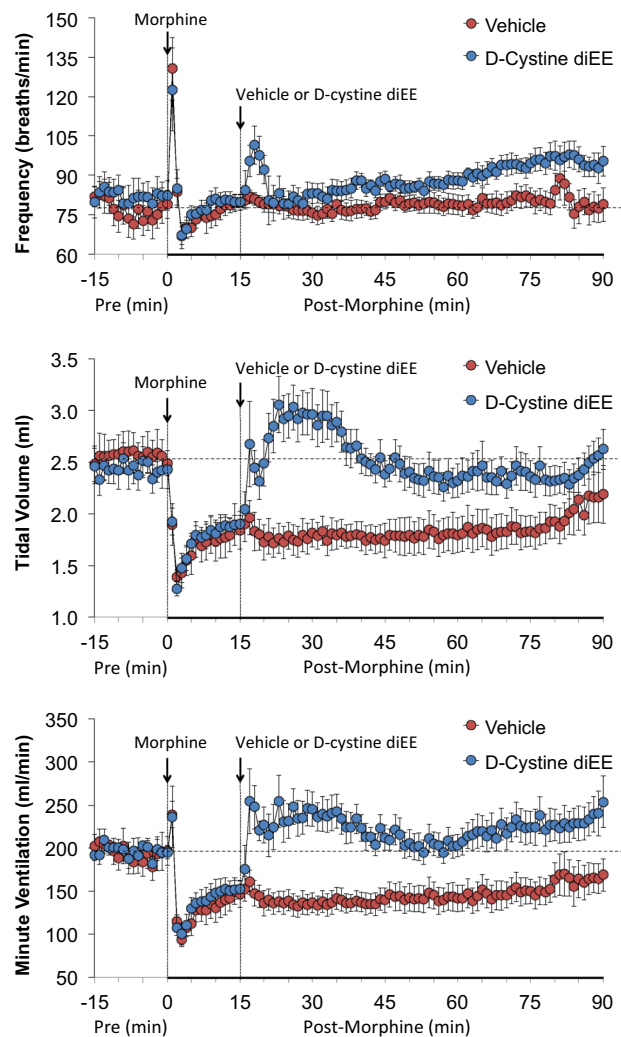 Morphine
Vehicle
D-Cystine diEE
Vehicle or D-cystine diEE
Frequency (breaths/min)
150
135
120
105
90
75
60
-15 0 15 30 45 60 75 90
Pre (min) Post-Morphine (min)
Morphine
Vehicle or D-cystine diEE
Vehicle
D-Cystine diEE
Tidal Volume (ml)
3.5
3.0
2.5
2.0
1.5
1.0
-15 0 15 30 45 60 75 90
Pre (min) Post-Morphine (min)
Morphine
Vehicle or D-cystine diEE
Vehicle
D-Cystine diEE
Minute Ventilation (ml/min)
350
300
250
200
150
100
50
-15 0 15 30 45 60 75 90
Pre (min) Post-Morphine (min)